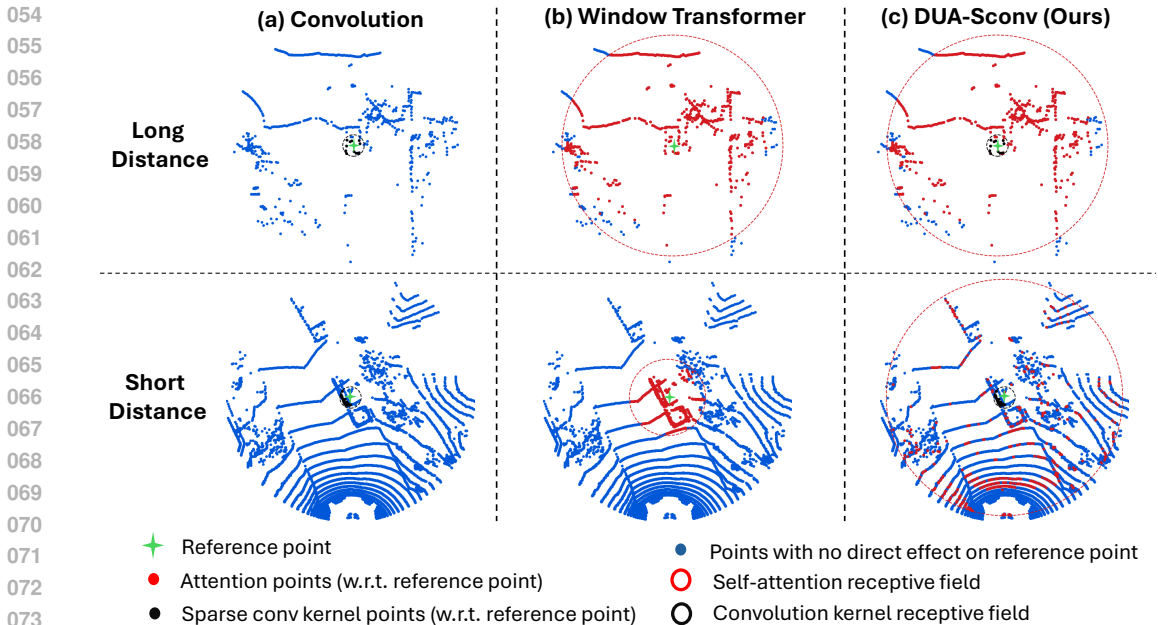 054
(a) Convolution
(b) Window Transformer
(c) DUA-Sconv (Ours)
055
056
057
Long
Distance
058
059
060
061
062
063
064
065
Short
Distance
066
067
068
069
070
Reference point
Points with no direct effect on reference point
071
Attention points (w.r.t. reference point)
Self-attention receptive field
072
Sparse conv kernel points (w.r.t. reference point)
Convolution kernel receptive field
073